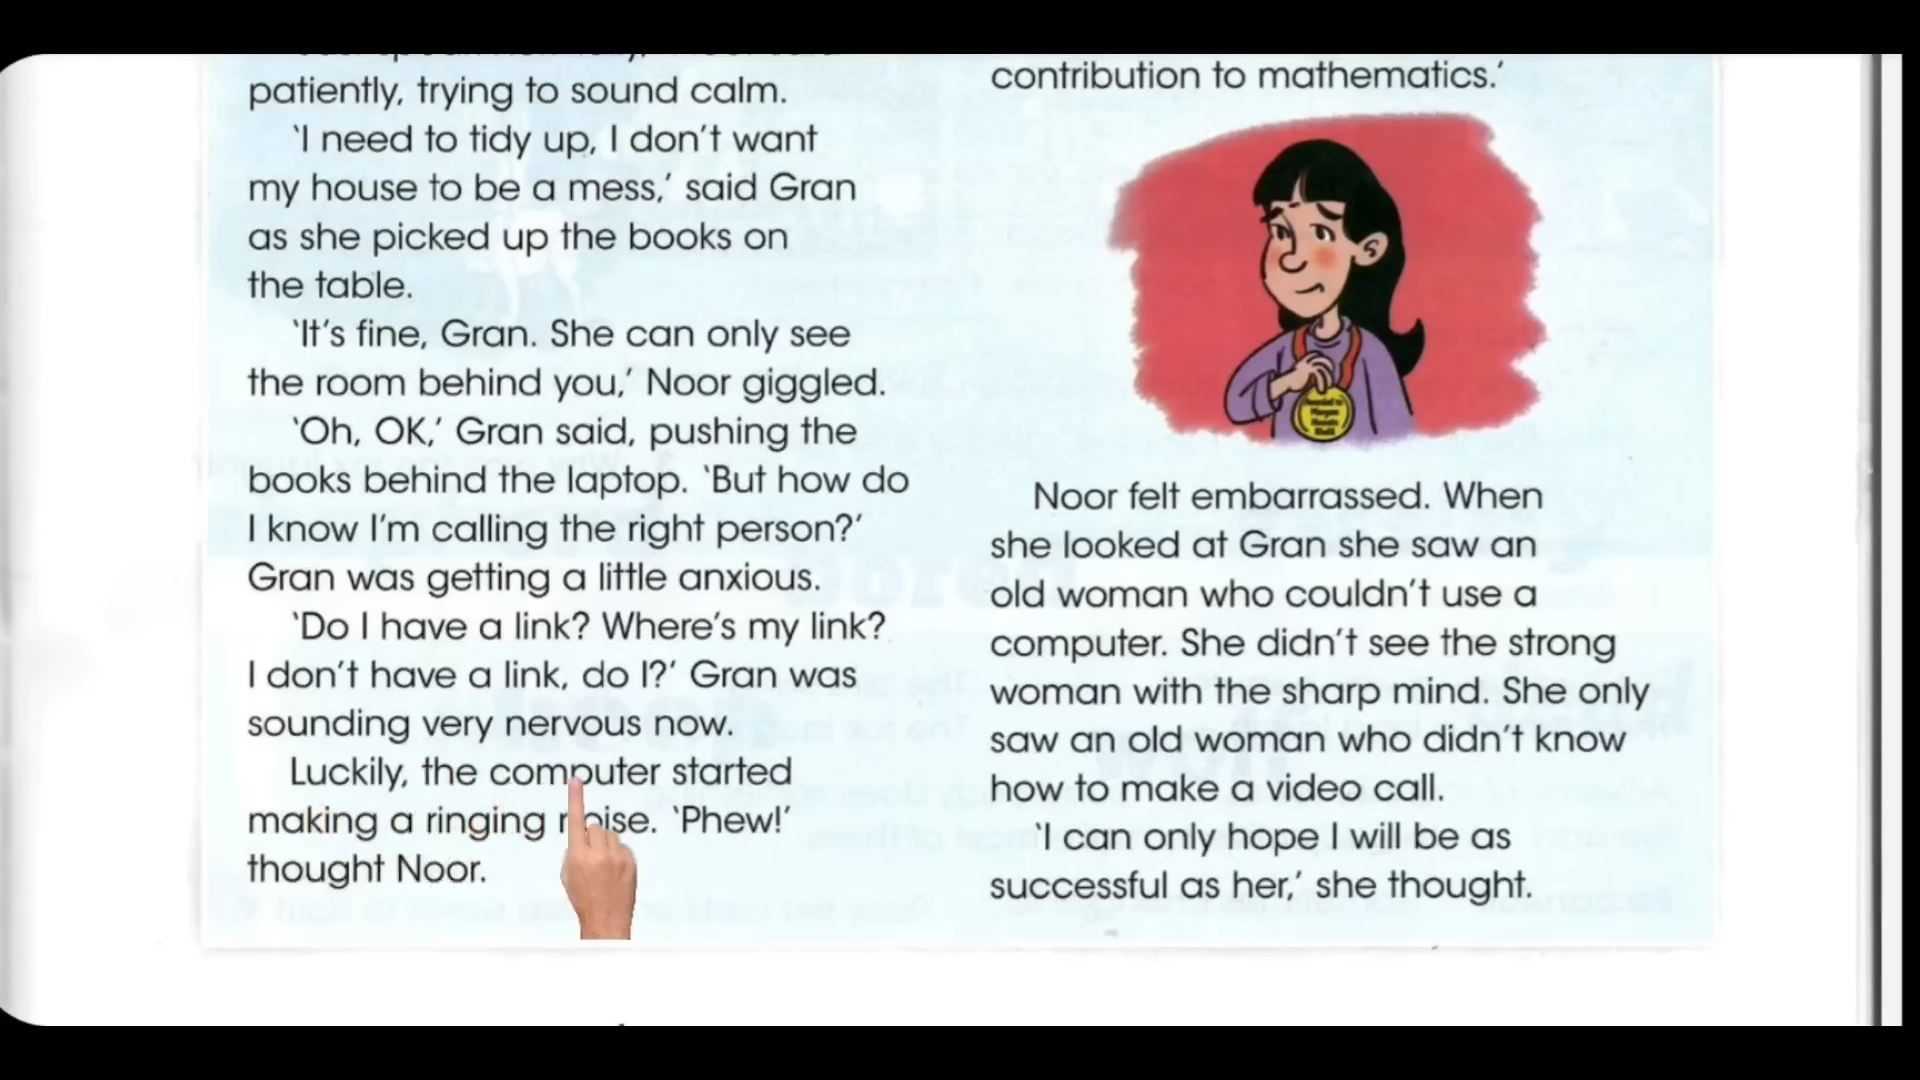 patiently, trying to sound calm.
‘I need to tidy up, I don’t want
my house to be a mess,’ said Gran
as she picked up the books on
the table.
‘It’s fine, Gran. She can only see
the room behind you,’ Noor giggled.
‘Oh, OK,’ Gran said, pushing the
books behind the laptop. ‘But how do
I know I’m calling the right person?’
Gran was getting a little anxious.
‘Do I have a link? Where’s my link?
I don’t have a link, do I?’ Gran was
sounding very nervous now.
Luckily, the computer started
making a ringing noise. ‘Phew!’
thought Noor.
contribution to mathematics.’
Noor felt embarrassed. When
she looked at Gran she saw an
old woman who couldn’t use a
computer. She didn’t see the strong
woman with the sharp mind. She only
saw an old woman who didn’t know
how to make a video call.
‘I can only hope I will be as
successful as her,’ she thought.